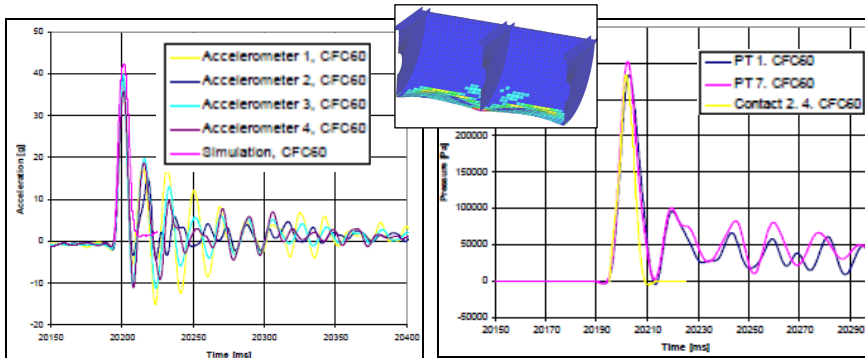 50
40
30
20
10
0
-10
-20
Acceleration [g]
Accelerometer 1, CFC60
Accelerometer 2, CFC60
Accelerometer 3, CFC60
Accelerometer 4, CFC60
Simulation, CFC60
20150
20200
20250
20300
20350
20400
Time [ms]
200000
150000
100000
50000
0
-50000
Pressure [Pa]
PT 1. CFC60
PT 7. CFC60
Contact 2. 4. CFC60
20150
20170
20190
20210
20230
20250
20270
20290
Time [ms]